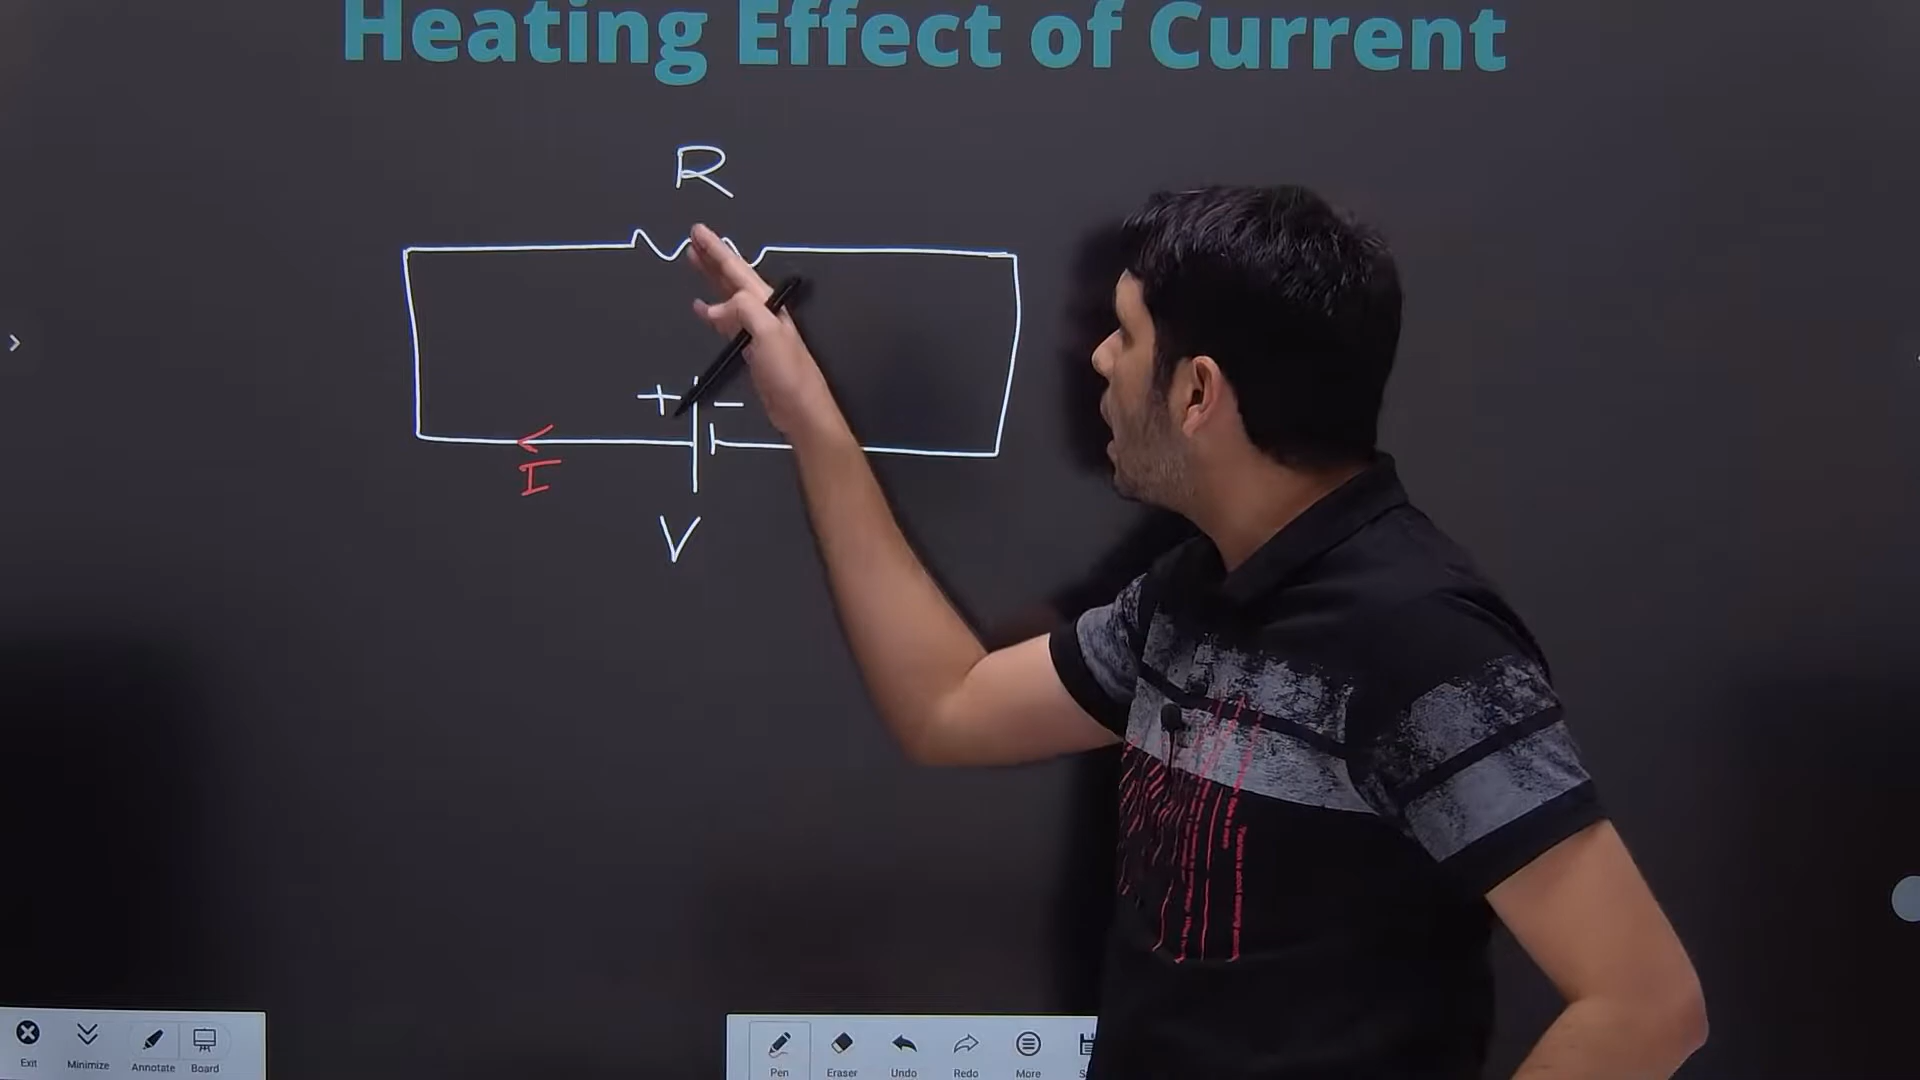 Heating Effect of Current
R
+ −
I
V
Exit
Minimize
Annotate
Board
Pen
Eraser
Undo
Redo
More